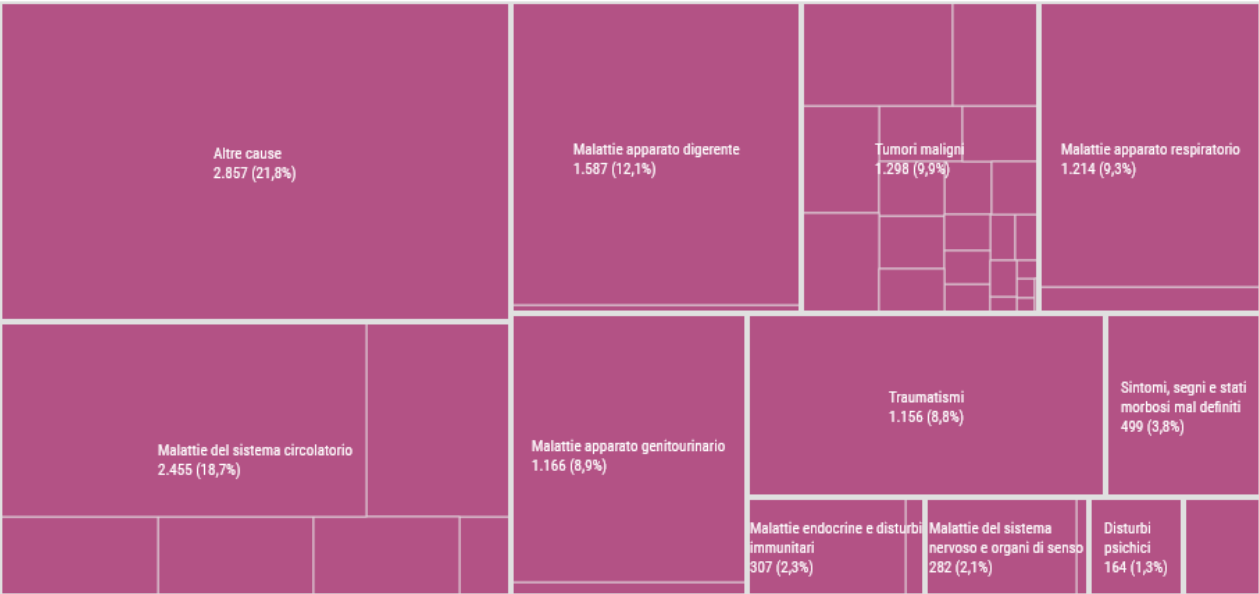 Altre cause
2.857 (21,8%)
Malattie apparato digerente
1.587 (12,1%)
Tumori maligni
1.298 (9,9%)
Malattie apparato respiratorio
1.214 (9,3%)
Malattie del sistema circolatorio
2.455 (18,7%)
Malattie apparato genitourinario
1.166 (8,9%)
Traumatismi
1.156 (8,8%)
Sintomi, segni e stati
morbosi mal definiti
499 (3,8%)
Malattie endocrine e disturbi
immunitari
307 (2,3%)
Malattie del sistema
nervoso e organi di senso
282 (2,1%)
Disturbi
psichici
164 (1,3%)